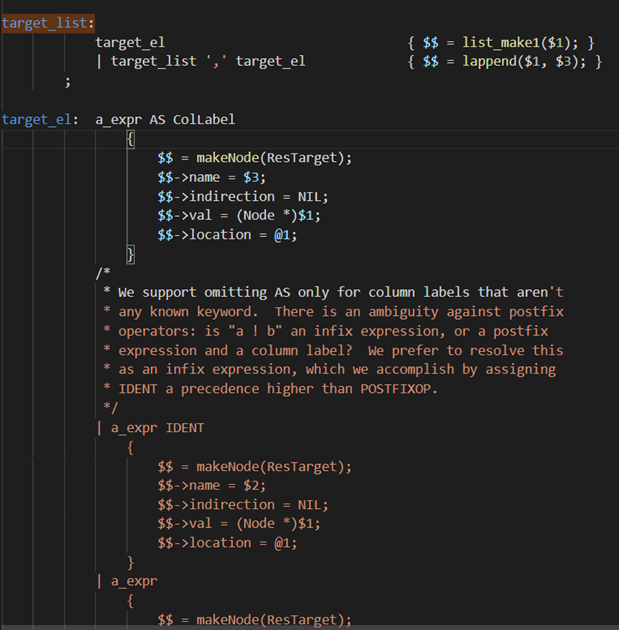 target_list:
target_el { $$ = list_make1($1); }
| target_list ',' target_el { $$ = lappend($1, $3); }
;
target_el: a_expr AS ColLabel
{
$$ = makeNode(ResTarget);
$$->name = $3;
$$->indirection = NIL;
$$->val = (Node *)$1;
$$->location = @1;
}
/*
* We support omitting AS only for column labels that aren't
* any known keyword.  There is an ambiguity against postfix
* operators: is "a ! b" an infix expression, or a postfix
* expression and a column label?  We prefer to resolve this
* as an infix expression, which we accomplish by assigning
* IDENT a precedence higher than POSTFIXOP.
*/
| a_expr IDENT
{
$$ = makeNode(ResTarget);
$$->name = $2;
$$->indirection = NIL;
$$->val = (Node *)$1;
$$->location = @1;
}
| a_expr
{
$$ = makeNode(ResTarget);